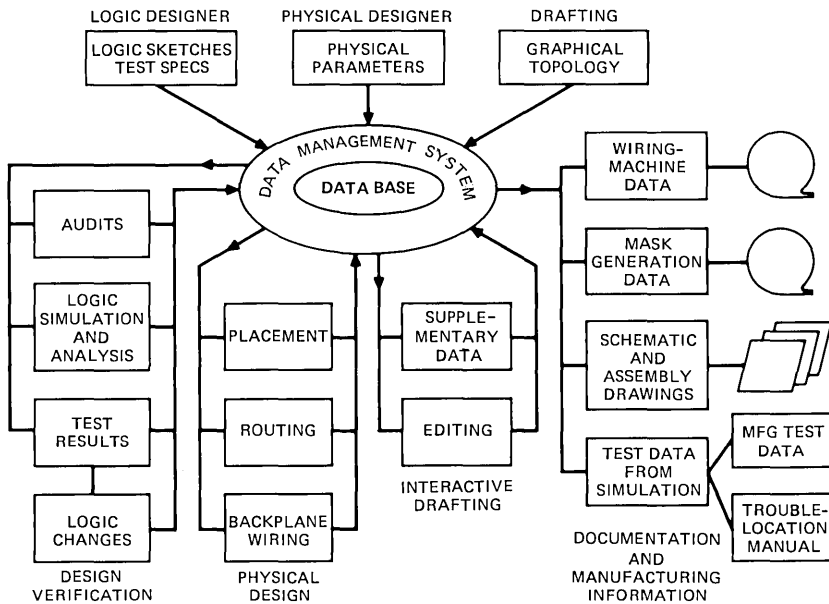 LOGIC DESIGNER
LOGIC SKETCHES
TEST SPECS
PHYSICAL DESIGNER
PHYSICAL
PARAMETERS
DRAFTING
GRAPHICAL
TOPOLOGY
DATA MANAGEMENT SYSTEM
DATA BASE
AUDITS
LOGIC
SIMULATION
AND
ANALYSIS
TEST
RESULTS
LOGIC
CHANGES
DESIGN
VERIFICATION
PLACEMENT
ROUTING
BACKPLANE
WIRING
PHYSICAL
DESIGN
SUPPLE-
MENTARY
DATA
EDITING
INTERACTIVE
DRAFTING
WIRING-
MACHINE
DATA
MASK
GENERATION
DATA
SCHEMATIC
AND
ASSEMBLY
DRAWINGS
TEST DATA
FROM
SIMULATION
MFG TEST
DATA
TROUBLE-
LOCATION
MANUAL
DOCUMENTATION
AND
MANUFACTURING
INFORMATION